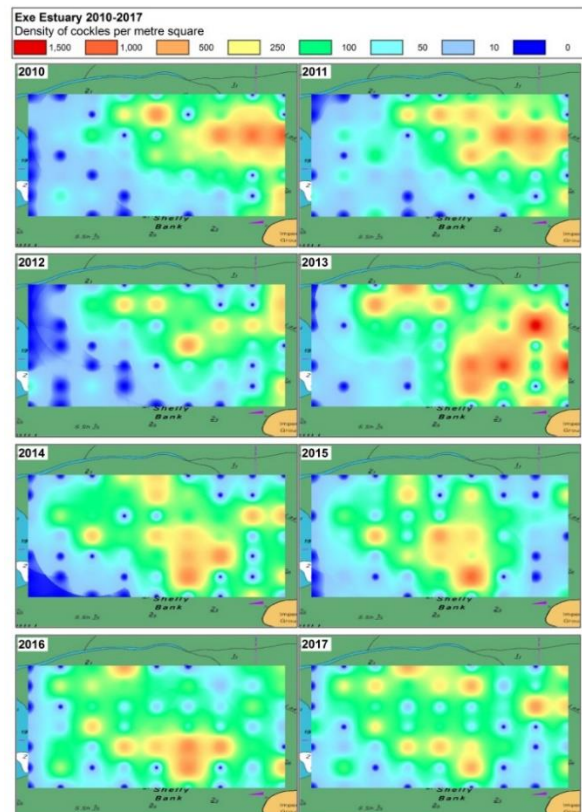 Exe Estuary 2010-2017
Density of cockles per metre square
1,500 1,000 500 250 100 50 10 0
2010 2011
Shelly
Bank
Shelly
Bank
2012 2013
Shelly
Bank
Shelly
Bank
2014 2015
Shelly
Bank
Shelly
Bank
2016 2017
Shelly
Bank
Shelly
Bank